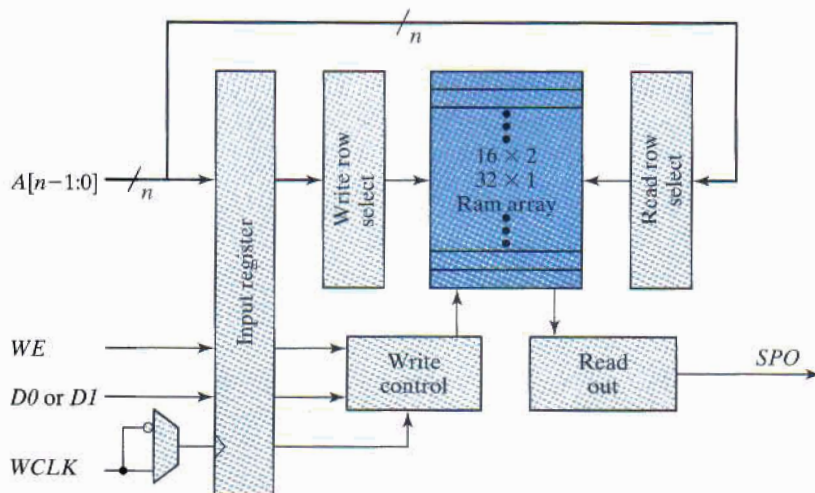 n
A[n−1:0]
n
Input register
Write row
select
16 × 2
32 × 1
Ram array
Read row
select
WE
D0 or D1
WCLK
Write
control
Read
out
SPO